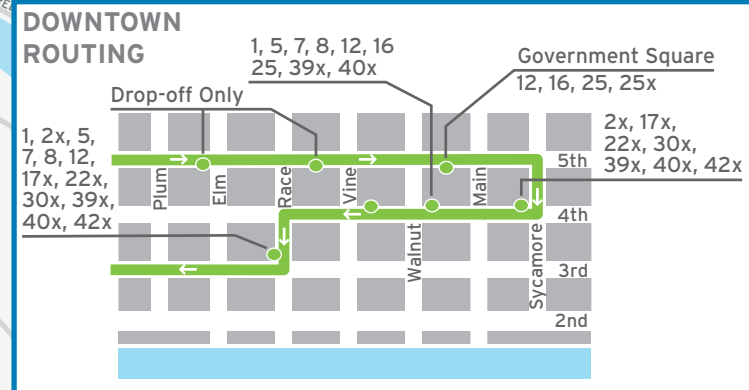 DOWNTOWN
ROUTING
1, 5, 7, 8, 12, 16
25, 39x, 40x
Government Square
12, 16, 25, 25x
Drop-off Only
2x, 17x,
22x, 30x,
39x, 40x, 42x
1, 2x, 5,
7, 8, 12,
17x, 22x,
30x, 39x,
40x, 42x
Plum
Elm
Race
Vine
Walnut
Main
Sycamore
5th
4th
3rd
2nd